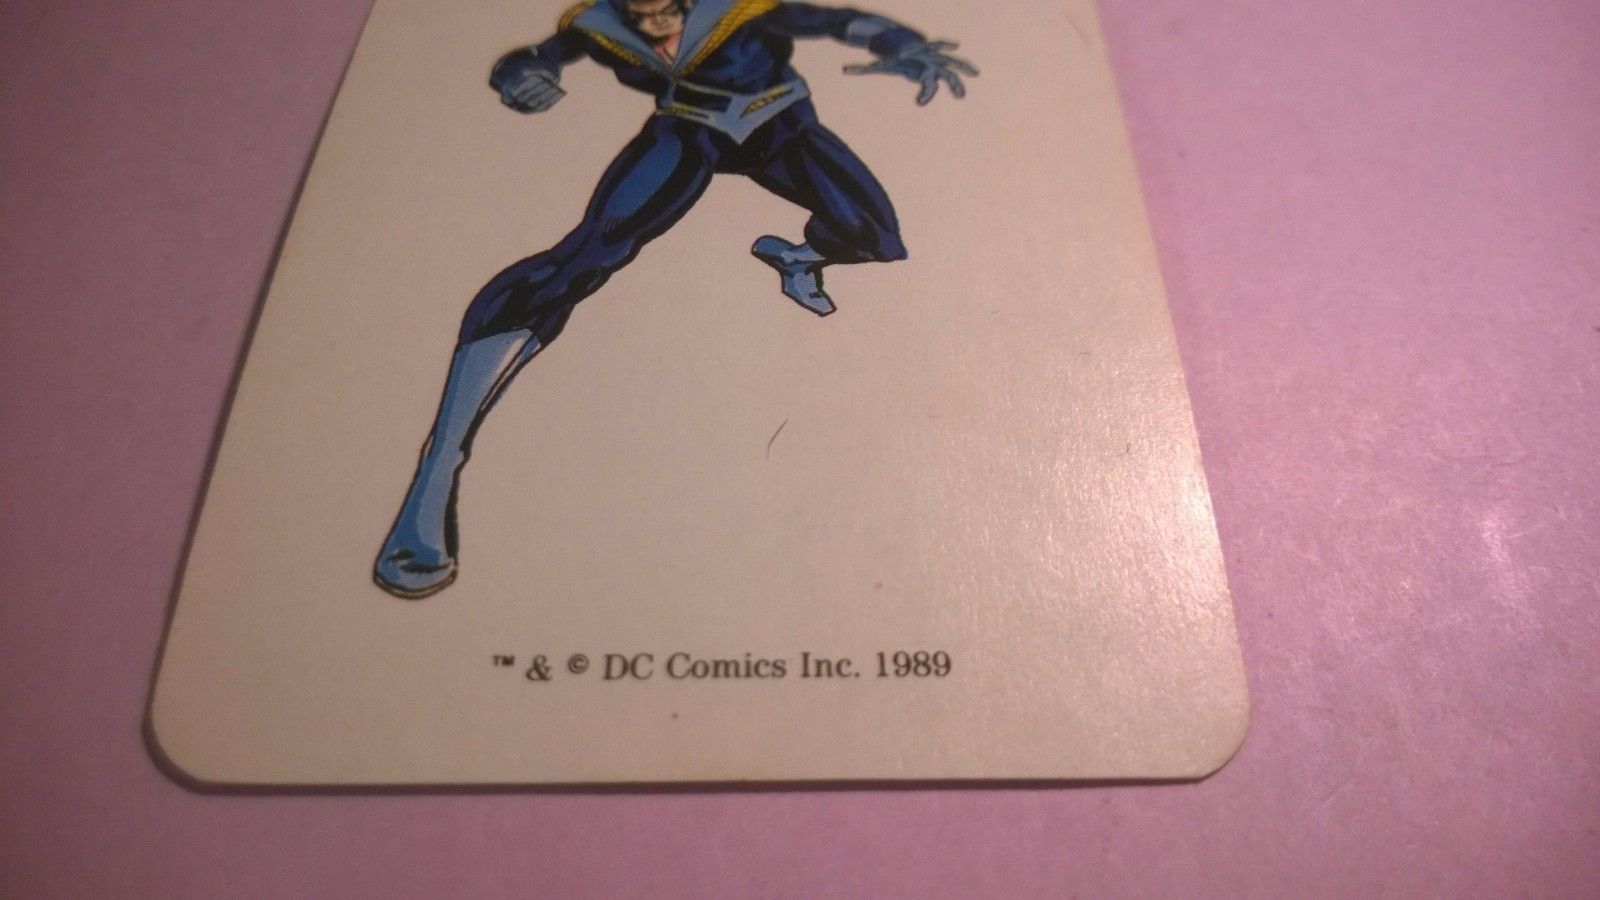 ™ & © DC Comics Inc. 1989